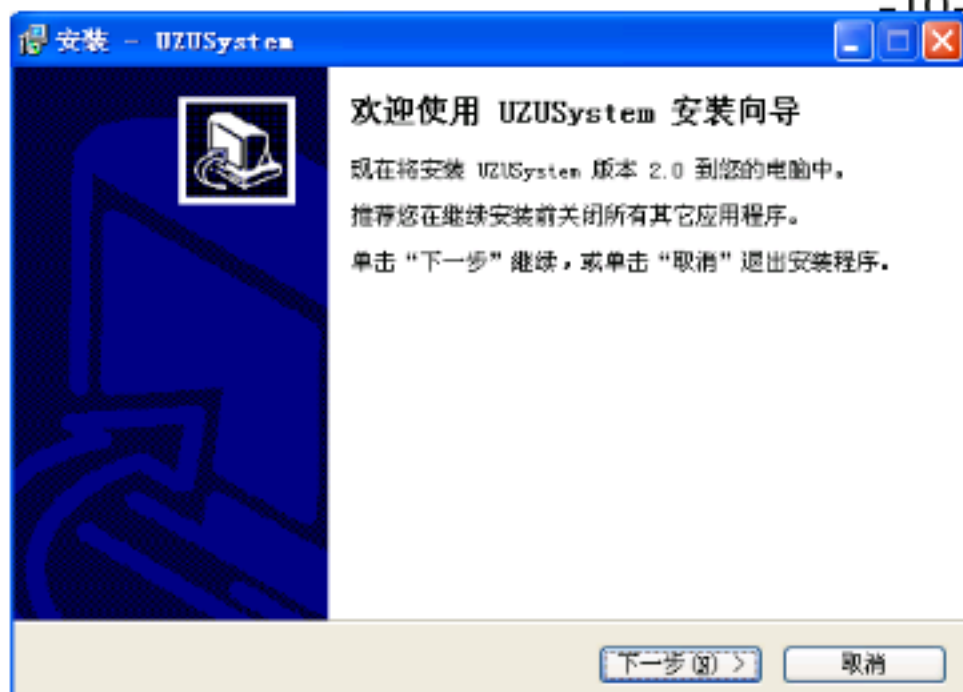 -10-
安装 - UZUSystem
欢迎使用 UZUSystem 安装向导
现在将安装 UZUSystem 版本 2.0 到您的电脑中。
推荐您在继续安装前关闭所有其它应用程序。
单击“下一步”继续，或单击“取消”退出安装程序。
下一步(N) >
取消